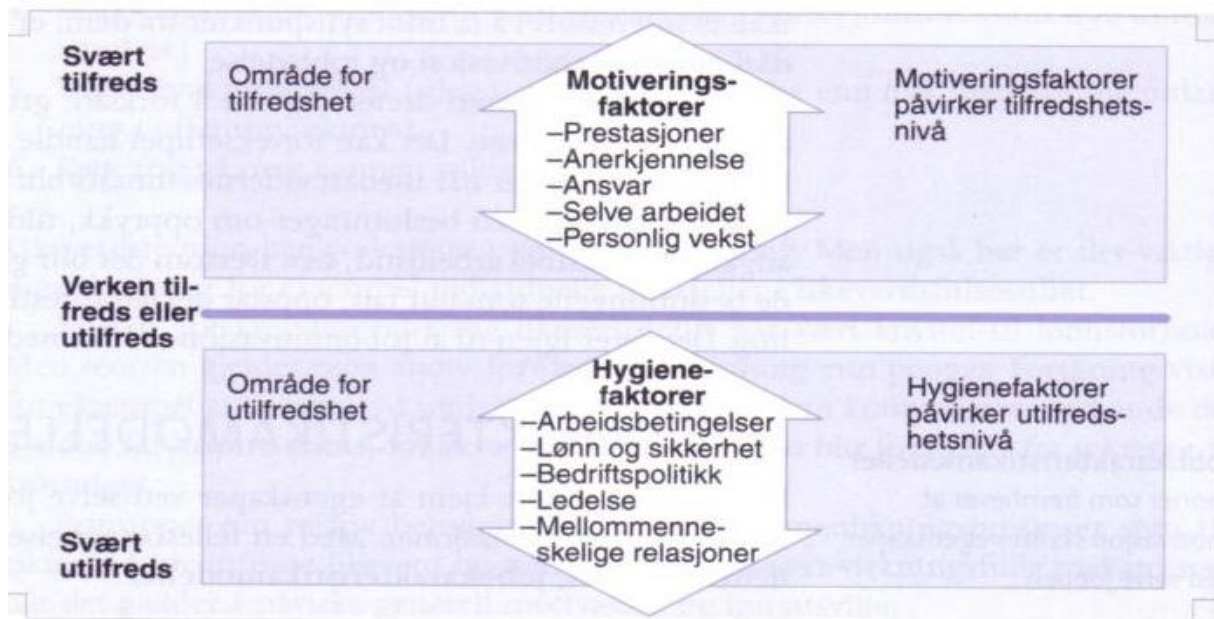 Svært
tilfreds
Område for
tilfredshet
Motiverings-
faktorer
–Prestasjoner
–Anerkjennelse
–Ansvar
–Selve arbeidet
–Personlig vekst
Motiveringsfaktorer
påvirker tilfredshets-
nivå
Verken til-
freds eller
utilfreds
Område for
utilfredshet
Hygiene-
faktorer
–Arbeidsbetingelser
–Lønn og sikkerhet
–Bedriftspolitikk
–Ledelse
–Mellommenne-
skelige relasjoner
Hygienefaktorer
påvirker utilfreds-
hetsnivå
Svært
utilfreds